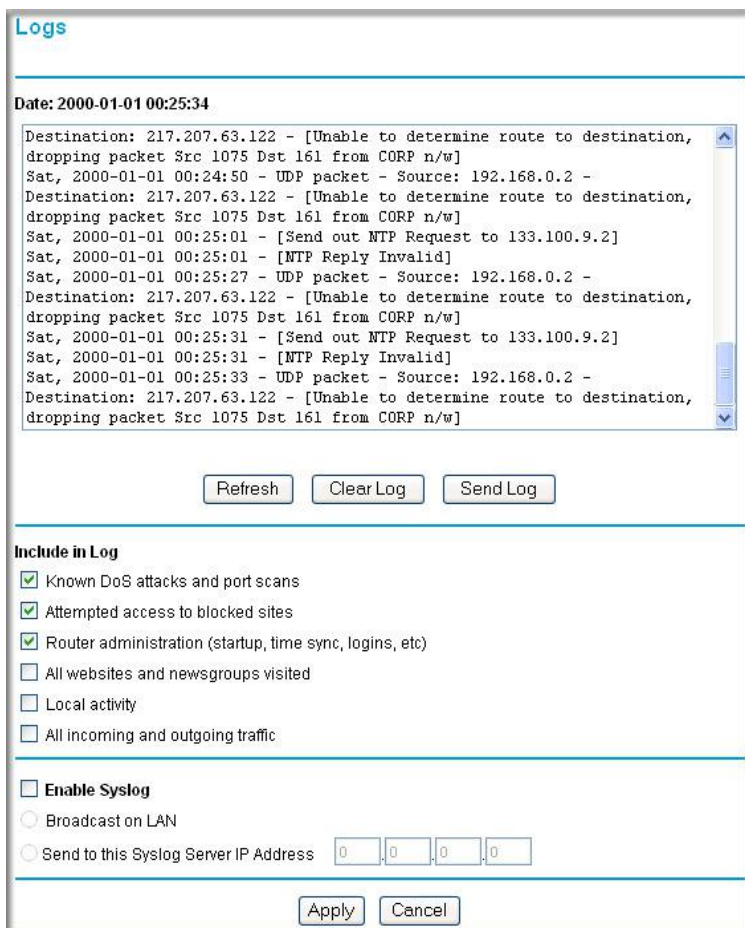 Logs
Date: 2000-01-01 00:25:34
Destination: 217.207.63.122 - [Unable to determine route to destination,
dropping packet Src 1075 Dst 161 from CORP n/w]
Sat, 2000-01-01 00:24:50 - UDP packet - Source: 192.168.0.2 -
Destination: 217.207.63.122 - [Unable to determine route to destination,
dropping packet Src 1075 Dst 161 from CORP n/w]
Sat, 2000-01-01 00:25:01 - [Send out NTP Request to 133.100.9.2]
Sat, 2000-01-01 00:25:01 - [NTP Reply Invalid]
Sat, 2000-01-01 00:25:27 - UDP packet - Source: 192.168.0.2 -
Destination: 217.207.63.122 - [Unable to determine route to destination,
dropping packet Src 1075 Dst 161 from CORP n/w]
Sat, 2000-01-01 00:25:31 - [Send out NTP Request to 133.100.9.2]
Sat, 2000-01-01 00:25:31 - [NTP Reply Invalid]
Sat, 2000-01-01 00:25:33 - UDP packet - Source: 192.168.0.2 -
Destination: 217.207.63.122 - [Unable to determine route to destination,
dropping packet Src 1075 Dst 161 from CORP n/w]
Refresh Clear Log Send Log
Include in Log
Known DoS attacks and port scans
Attempted access to blocked sites
Router administration (startup, time sync, logins, etc)
All websites and newsgroups visited
Local activity
All incoming and outgoing traffic
Enable Syslog
Broadcast on LAN
Send to this Syslog Server IP Address 0 . 0 . 0 . 0
Apply Cancel